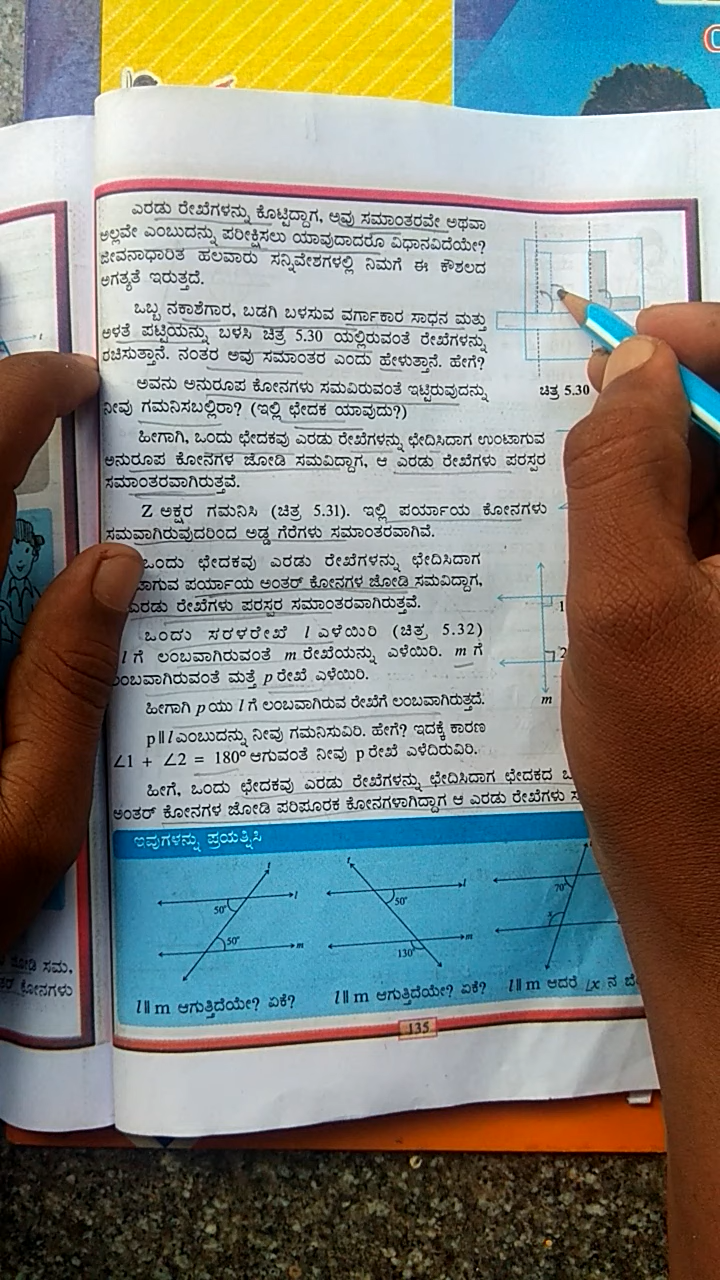 ಎರಡು ರೇಖೆಗಳನ್ನು ಕೊಟ್ಟಿದ್ದಾಗ, ಅವು ಸಮಾಂತರವೇ ಅಥವಾ
ಅಲ್ಲವೇ ಎಂಬುದನ್ನು ಪರೀಕ್ಷಿಸಲು ಯಾವುದಾದರೂ ವಿಧಾನವಿದೆಯೇ?
ಜೀವನಾಧಾರಿತ ಹಲವಾರು ಸನ್ನಿವೇಶಗಳಲ್ಲಿ ನಿಮಗೆ ಈ ಕೌಶಲದ
ಅಗತ್ಯತೆ ಇರುತ್ತದೆ.
ಒಬ್ಬ ನಕಾಶೆಗಾರ, ಬಡಗಿ ಬಳಸುವ ವರ್ಗಾಕಾರ ಸಾಧನ ಮತ್ತು
ಅಳತೆ ಪಟ್ಟಿಯನ್ನು ಬಳಸಿ ಚಿತ್ರ 5.30 ಯಲ್ಲಿರುವಂತೆ ರೇಖೆಗಳನ್ನು
ರಚಿಸುತ್ತಾನೆ. ನಂತರ ಅವು ಸಮಾಂತರ ಎಂದು ಹೇಳುತ್ತಾನೆ. ಹೇಗೆ?
ಚಿತ್ರ 5.30
ಅವನು ಅನುರೂಪ ಕೋನಗಳು ಸಮವಿರುವಂತೆ ಇಟ್ಟಿರುವುದನ್ನು
ನೀವು ಗಮನಿಸಬಲ್ಲಿರಾ? (ಇಲ್ಲಿ ಛೇದಕ ಯಾವುದು?)
ಹೀಗಾಗಿ, ಒಂದು ಛೇದಕವು ಎರಡು ರೇಖೆಗಳನ್ನು ಛೇದಿಸಿದಾಗ ಉಂಟಾಗುವ
ಅನುರೂಪ ಕೋನಗಳ ಜೋಡಿ ಸಮವಿದ್ದಾಗ, ಆ ಎರಡು ರೇಖೆಗಳು ಪರಸ್ಪರ
ಸಮಾಂತರವಾಗಿರುತ್ತವೆ.
Z ಅಕ್ಷರ ಗಮನಿಸಿ (ಚಿತ್ರ 5.31). ಇಲ್ಲಿ ಪರ್ಯಾಯ ಕೋನಗಳು
ಸಮವಾಗಿರುವುದರಿಂದ ಅಡ್ಡ ಗೆರೆಗಳು ಸಮಾಂತರವಾಗಿವೆ.
ಒಂದು ಛೇದಕವು ಎರಡು ರೇಖೆಗಳನ್ನು ಛೇದಿಸಿದಾಗ
ಪರ್ಯಾಯ ಅಂತರ್ ಕೋನಗಳ ಜೋಡಿ ಸಮವಿದ್ದಾಗ,
ಎರಡು ರೇಖೆಗಳು ಪರಸ್ಪರ ಸಮಾಂತರವಾಗಿರುತ್ತವೆ.
1
2
m
ಒಂದು ಸರಳರೇಖೆ l ಎಳೆಯಿರಿ (ಚಿತ್ರ 5.32)
l ಗೆ ಲಂಬವಾಗಿರುವಂತೆ m ರೇಖೆಯನ್ನು ಎಳೆಯಿರಿ. m ಗೆ
ಲಂಬವಾಗಿರುವಂತೆ ಮತ್ತೆ p ರೇಖೆ ಎಳೆಯಿರಿ.
ಹೀಗಾಗಿ p ಯು l ಗೆ ಲಂಬವಾಗಿರುವ ರೇಖೆಗೆ ಲಂಬವಾಗಿರುತ್ತದೆ.
p || l ಎಂಬುದನ್ನು ನೀವು ಗಮನಿಸುವಿರಿ. ಹೇಗೆ? ಇದಕ್ಕೆ ಕಾರಣ
∠1 + ∠2 = 180° ಆಗುವಂತೆ ನೀವು p ರೇಖೆ ಎಳೆದಿರುವಿರಿ.
ಹೀಗೆ, ಒಂದು ಛೇದಕವು ಎರಡು ರೇಖೆಗಳನ್ನು ಛೇದಿಸಿದಾಗ ಛೇದಕದ
ಅಂತರ್ ಕೋನಗಳ ಜೋಡಿ ಪರಿಪೂರಕ ಕೋನಗಳಾಗಿದ್ದಾಗ ಆ ಎರಡು ರೇಖೆಗಳು
ಇವುಗಳನ್ನು ಪ್ರಯತ್ನಿಸಿ
t l 50° 50° m
t l 50° 130° m
70° x
l || m ಆಗುತ್ತಿದೆಯೇ? ಏಕೆ? l || m ಆಗುತ್ತಿದೆಯೇ? ಏಕೆ? l || m ಆದರೆ ∠x ನ
135
ಜೋಡಿ ಸಮ,
ಕೋನಗಳು